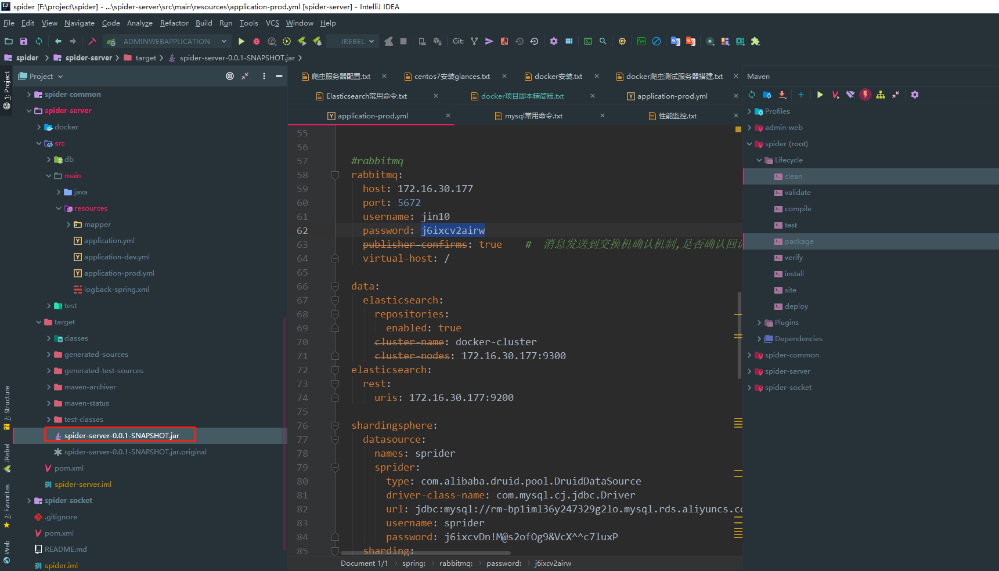 spider [F:\project\spider] - ...\spider-server\src\main\resources\application-prod.yml [spider-server] - IntelliJ IDEA
File Edit View Navigate Code Analyze Refactor Build Run Tools VCS Window Help
ADMINWEBAPPLICATION JREBEL Git:
spider spider-server target spider-server-0.0.1-SNAPSHOT.jar
1: Project
7: Structure
JRebel
2: Favorites
Web
Project
spider-common
spider-server
docker
src
db
main
java
resources
mapper
application.yml
application-dev.yml
application-prod.yml
logback-spring.xml
test
target
classes
generated-sources
generated-test-sources
maven-archiver
maven-status
test-classes
spider-server-0.0.1-SNAPSHOT.jar
spider-server-0.0.1-SNAPSHOT.jar.original
pom.xml
spider-server.iml
spider-socket
.gitignore
pom.xml
README.md
spider.iml
爬虫服务器配置.txt centos7安装glances.txt docker安装.txt docker爬虫测试服务器搭建.txt
Elasticsearch常用命令.txt docker项目脚本精简版.txt application-prod.yml
application-prod.yml mysql常用命令.txt 性能监控.txt
55
56
57 #rabbitmq
58 rabbitmq:
59 host: 172.16.30.177
60 port: 5672
61 username: jin10
62 password: j6ixcv2airw
63 publisher-confirms: true # 消息发送到交换机确认机制,是否确认回调
64 virtual-host: /
65
66 data:
67 elasticsearch:
68 repositories:
69 enabled: true
70 cluster-name: docker-cluster
71 cluster-nodes: 172.16.30.177:9300
72 elasticsearch:
73 rest:
74 uris: 172.16.30.177:9200
75
76 shardingsphere:
77 datasource:
78 names: sprider
79 sprider:
80 type: com.alibaba.druid.pool.DruidDataSource
81 driver-class-name: com.mysql.cj.jdbc.Driver
82 url: jdbc:mysql://rm-bp1iml36y247329g2lo.mysql.rds.aliyuncs.co
83 username: sprider
84 password: j6ixcvDn!M@s2ofOg9&VcX^^c7luxP
85 sharding:
Document 1/1 spring: rabbitmq: password: j6ixcv2airw
Maven
Profiles
admin-web
spider (root)
Lifecycle
clean
validate
compile
test
package
verify
install
site
deploy
Plugins
Dependencies
spider-common
spider-server
spider-socket